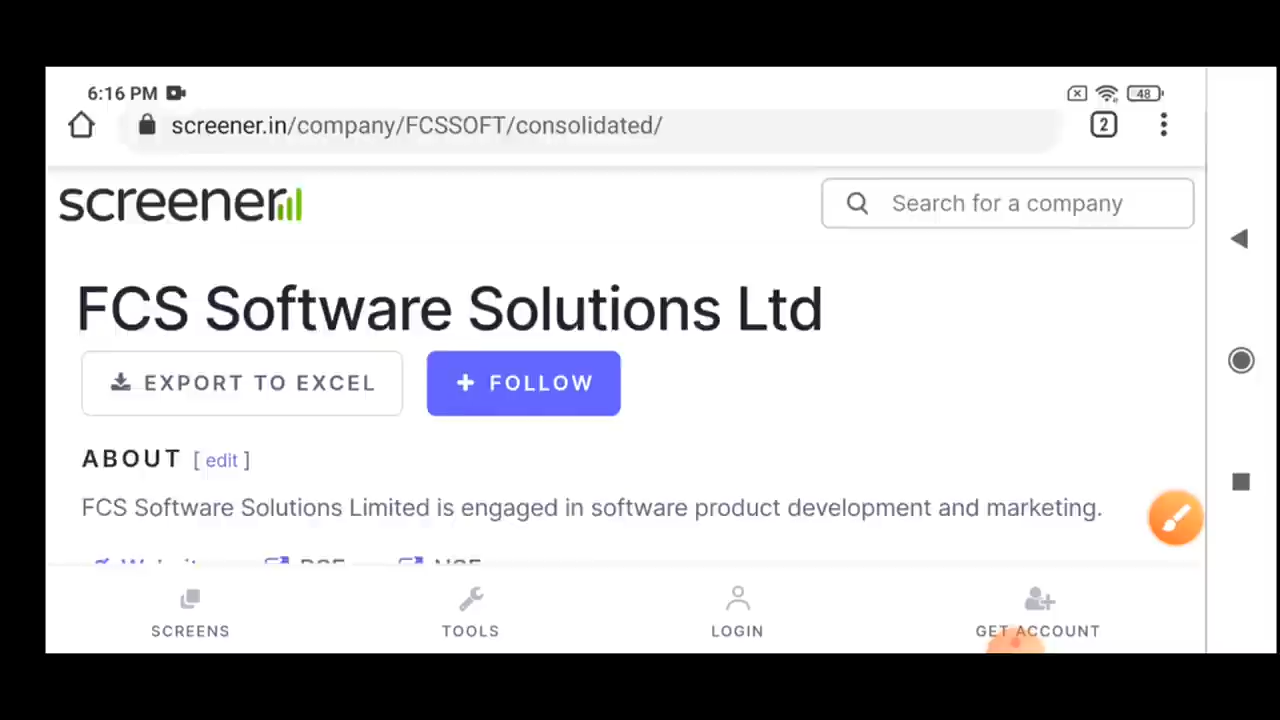 6:16 PM
48
screener.in/company/FCSSOFT/consolidated/
2
screener
Search for a company
FCS Software Solutions Ltd
EXPORT TO EXCEL
+ FOLLOW
ABOUT [ edit ]
FCS Software Solutions Limited is engaged in software product development and marketing.
SCREENS
TOOLS
LOGIN
GET ACCOUNT